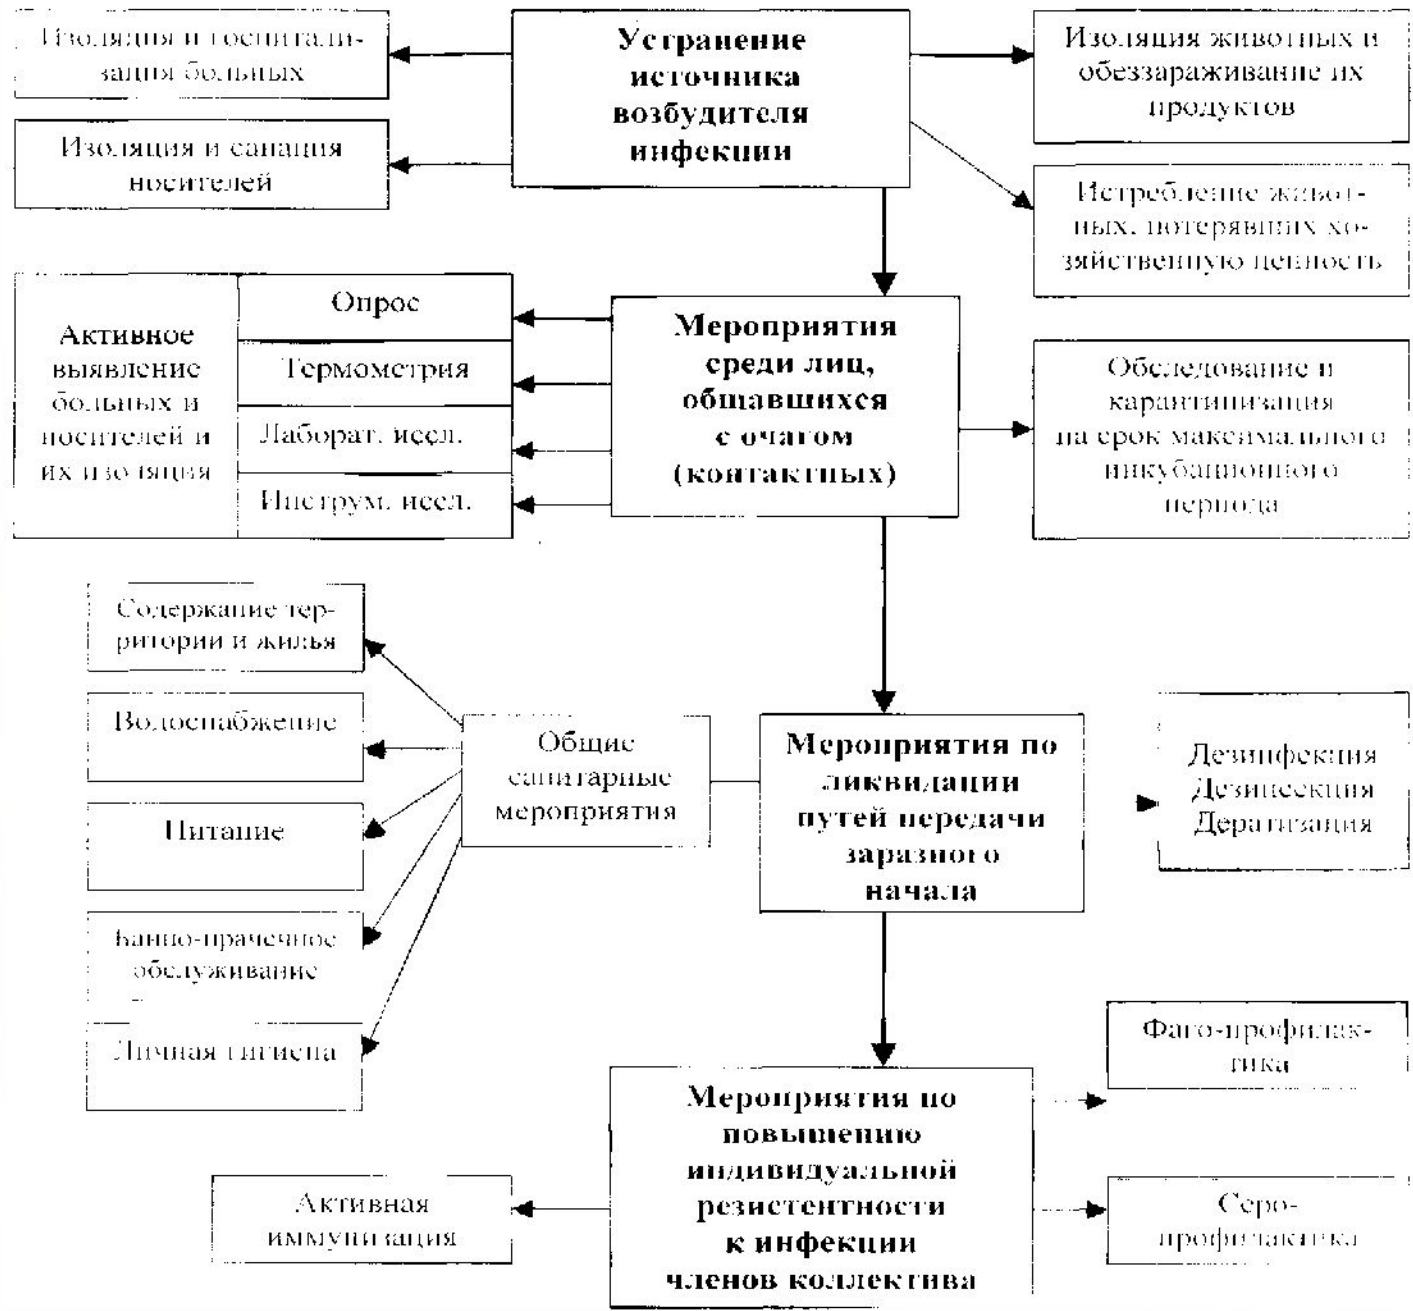 Изоляция и госпитали-
зация больных
Изоляция и санация
носителей
Устранение
источника
возбудителя
инфекции
Изоляция животных и
обеззараживание их
продуктов
Истребление живот-
ных, потерявших хо-
зяйственную ценность
Активное
выявление
больных и
носителей и
их изоляция
Опрос
Термометрия
Лаборат. иссл.
Инструм. иссл.
Мероприятия
среди лиц,
общавшихся
с очагом
(контактных)
Обследование и
карантинизация
на срок максимального
инкубационного
периода
Содержание тер-
ритории и жилья
Водоснабжение
Питание
Банно-прачечное
обслуживание
Личная гигиена
Общие
санитарные
мероприятия
Мероприятия по
ликвидации
путей передачи
заразного
начала
Дезинфекция
Дезинсекция
Дератизация
Активная
иммунизация
Мероприятия по
повышению
индивидуальной
резистентности
к инфекции
членов коллектива
Фаго-профилак-
тика
Серо-
профилактика